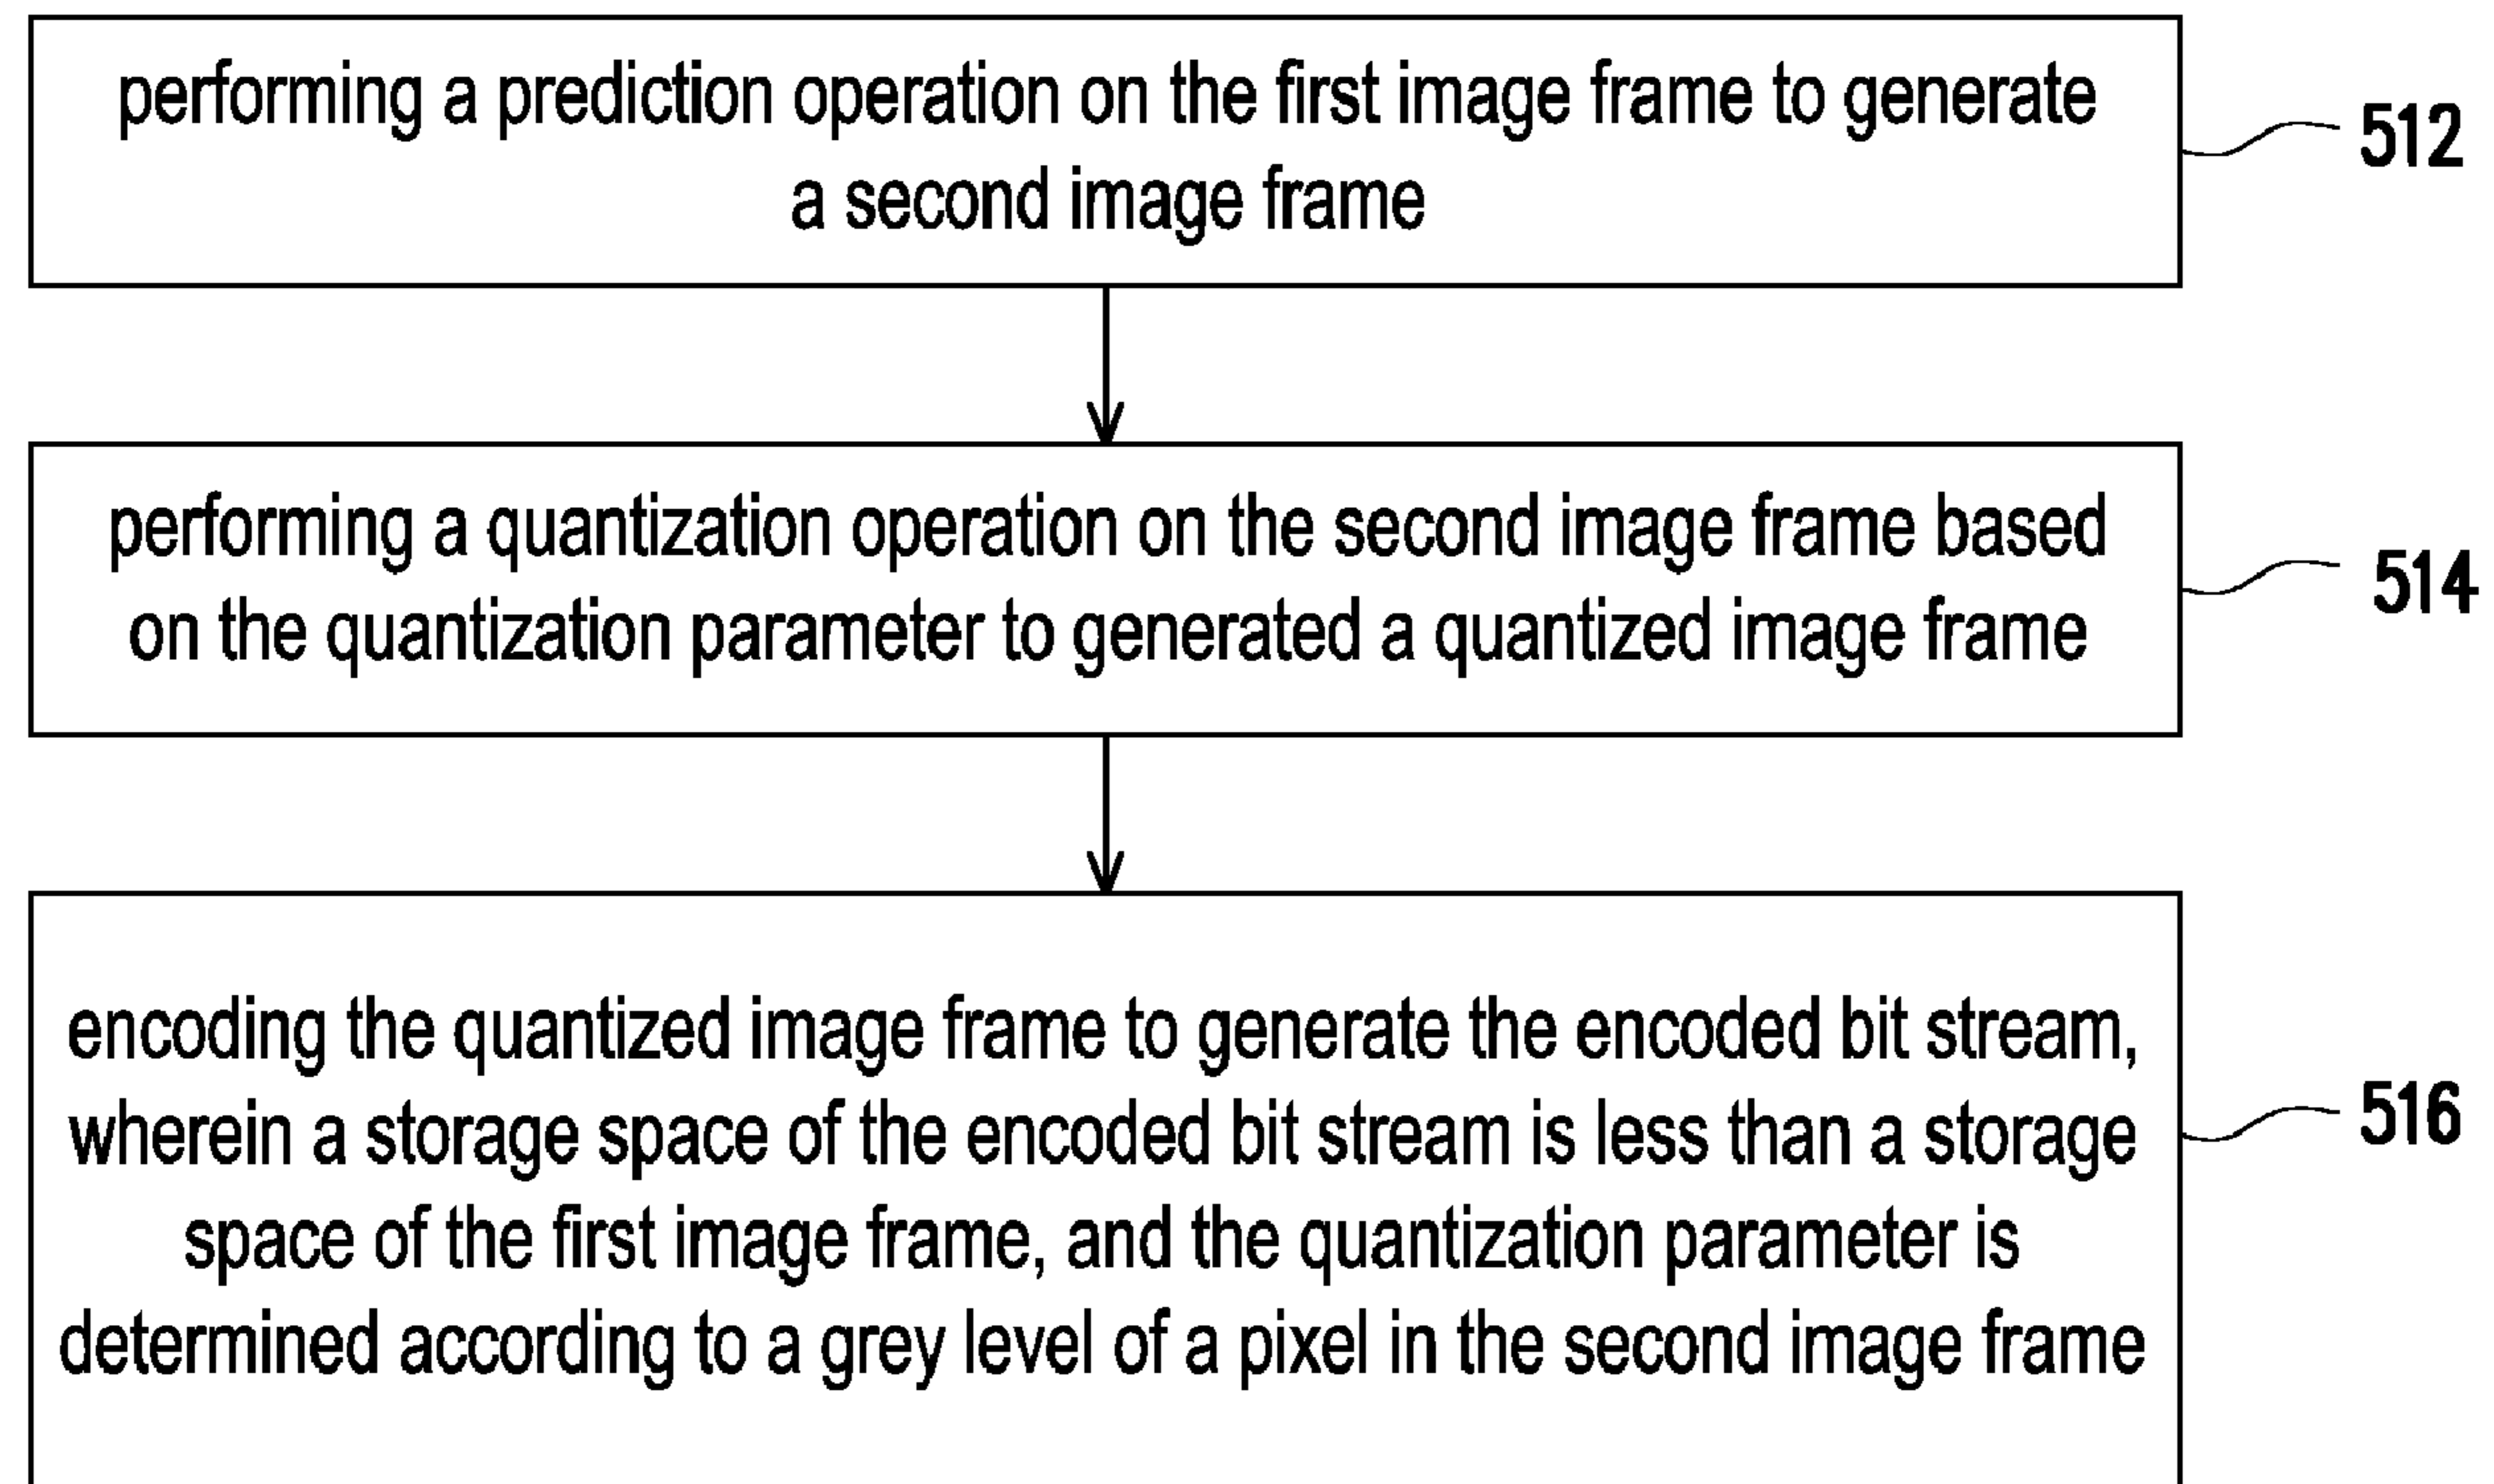 performing a prediction operation on the first image frame to generate
a second image frame
512
performing a quantization operation on the second image frame based
on the quantization parameter to generated a quantized image frame
514
encoding the quantized image frame to generate the encoded bit stream,
wherein a storage space of the encoded bit stream is less than a storage
space of the first image frame, and the quantization parameter is
determined according to a grey level of a pixel in the second image frame
516